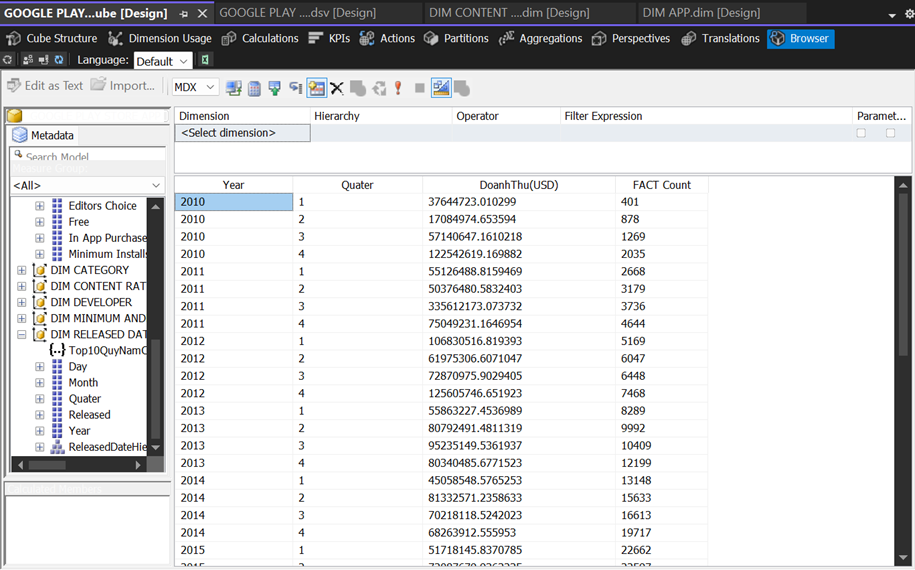 GOOGLE PLAY...ube [Design] GOOGLE PLAY ....dsv [Design] DIM CONTENT ....dim [Design] DIM APP.dim [Design]
Cube Structure Dimension Usage Calculations KPIs Actions Partitions Aggregations Perspectives Translations Browser
Language: Default
Edit as Text Import... MDX
Metadata
Search Model
<All>
Editors Choice
Free
In App Purchase
Minimum Installs
DIM CATEGORY
DIM CONTENT RAT
DIM DEVELOPER
DIM MINIMUM AND
DIM RELEASED DAT
Top10QuyNamC
Day
Month
Quater
Released
Year
ReleasedDateHie
Dimension Hierarchy Operator Filter Expression Paramet...
<Select dimension>
Year Quater DoanhThu(USD) FACT Count
2010 1 37644723.010299 401
2010 2 17084974.653594 878
2010 3 57140647.1610218 1269
2010 4 122542619.169882 2035
2011 1 55126488.8159469 2668
2011 2 50376480.5832403 3179
2011 3 335612173.073732 3736
2011 4 75049231.1646954 4644
2012 1 106830516.819393 5169
2012 2 61975306.6071047 6047
2012 3 72870975.9029405 6448
2012 4 125605746.651923 7468
2013 1 55863227.4536989 8289
2013 2 80792491.4811319 9992
2013 3 95235149.5361937 10409
2013 4 80340485.6771523 12199
2014 1 45058548.5765253 13148
2014 2 81332571.2358633 15633
2014 3 70218118.5242023 16613
2014 4 68263912.555953 19717
2015 1 51718145.8370785 22662